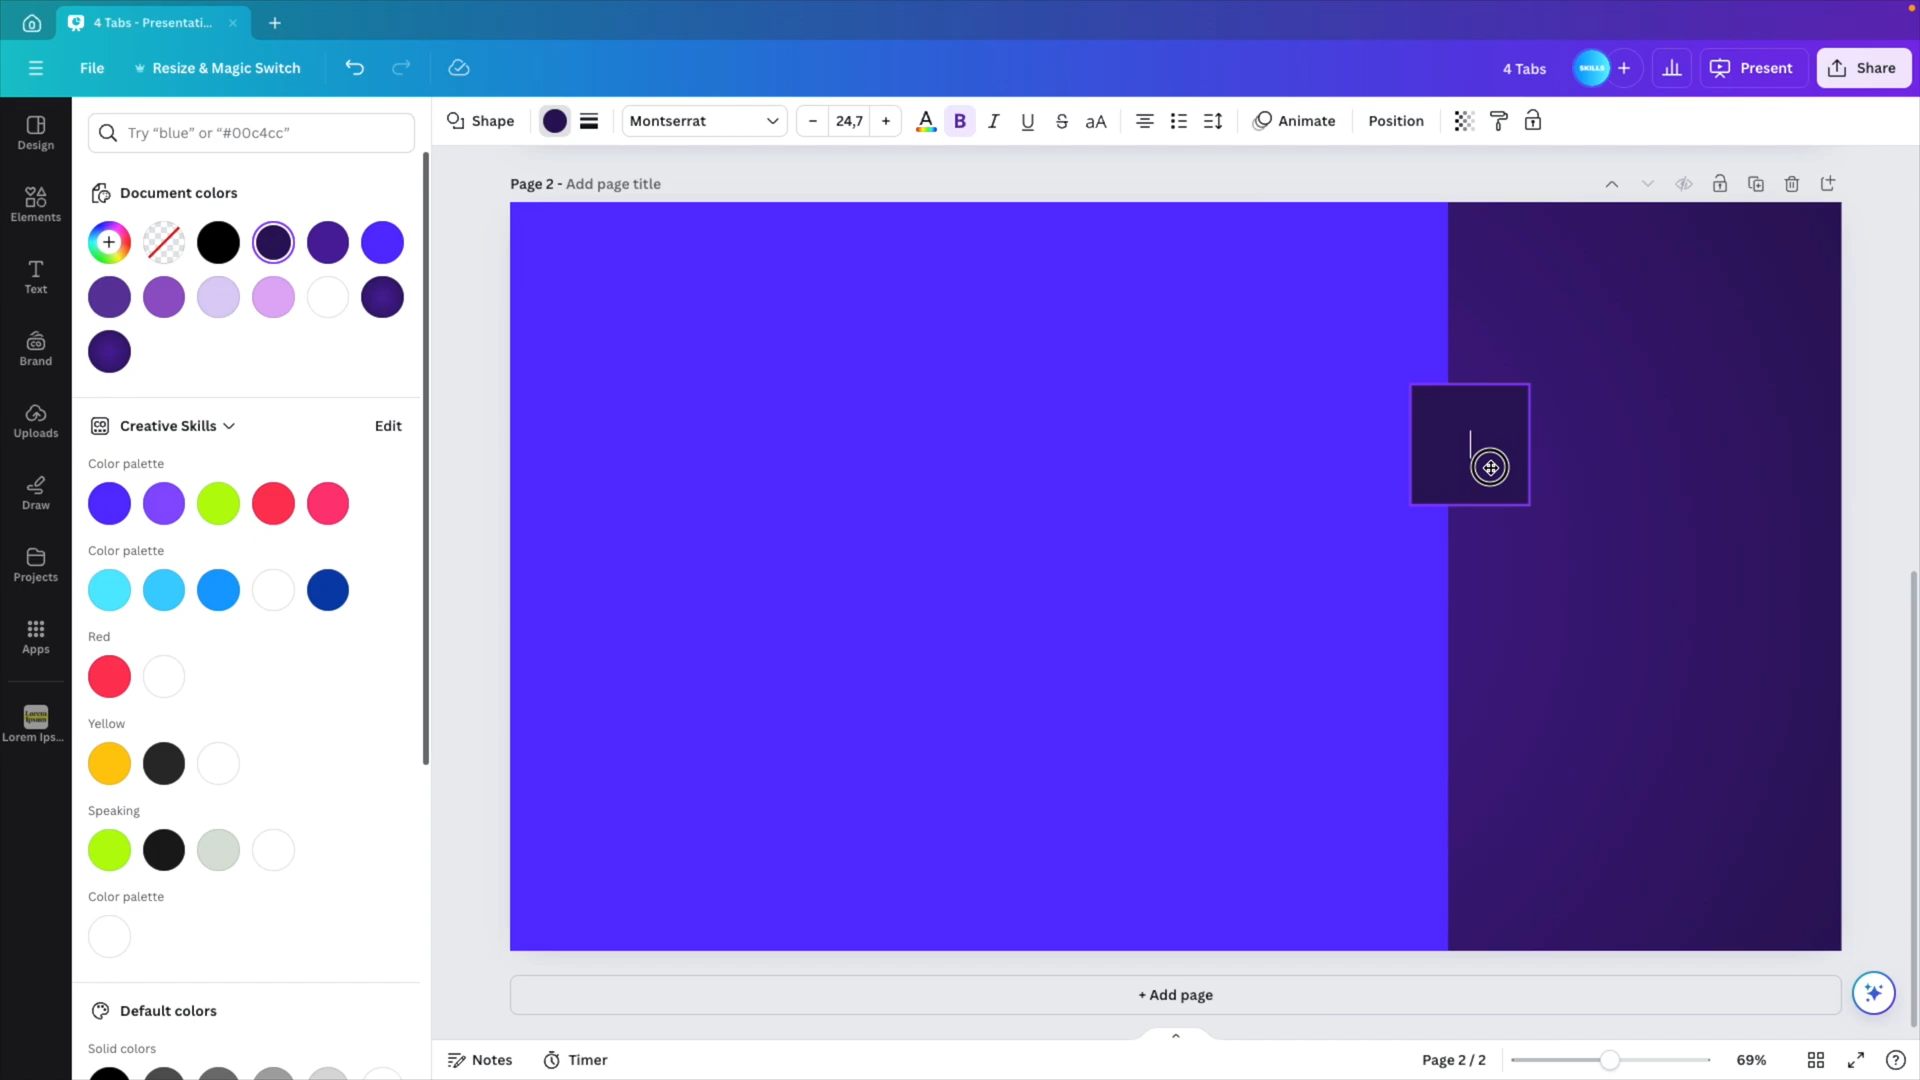 4 Tabs - Presentati...
File
Resize & Magic Switch
4 Tabs
SKILLS
Present
Share
Design
Elements
Text
Brand
Uploads
Draw
Projects
Apps
Lorem Ipsum
Lorem Ips...
Try “blue” or “#00c4cc”
Document colors
Creative Skills
Edit
Color palette
Color palette
Red
Yellow
Speaking
Color palette
Default colors
Solid colors
Shape
Montserrat
24,7
A
B
I
U
S
aA
Animate
Position
Page 2 - Add page title
+ Add page
Notes
Timer
Page 2 / 2
69%